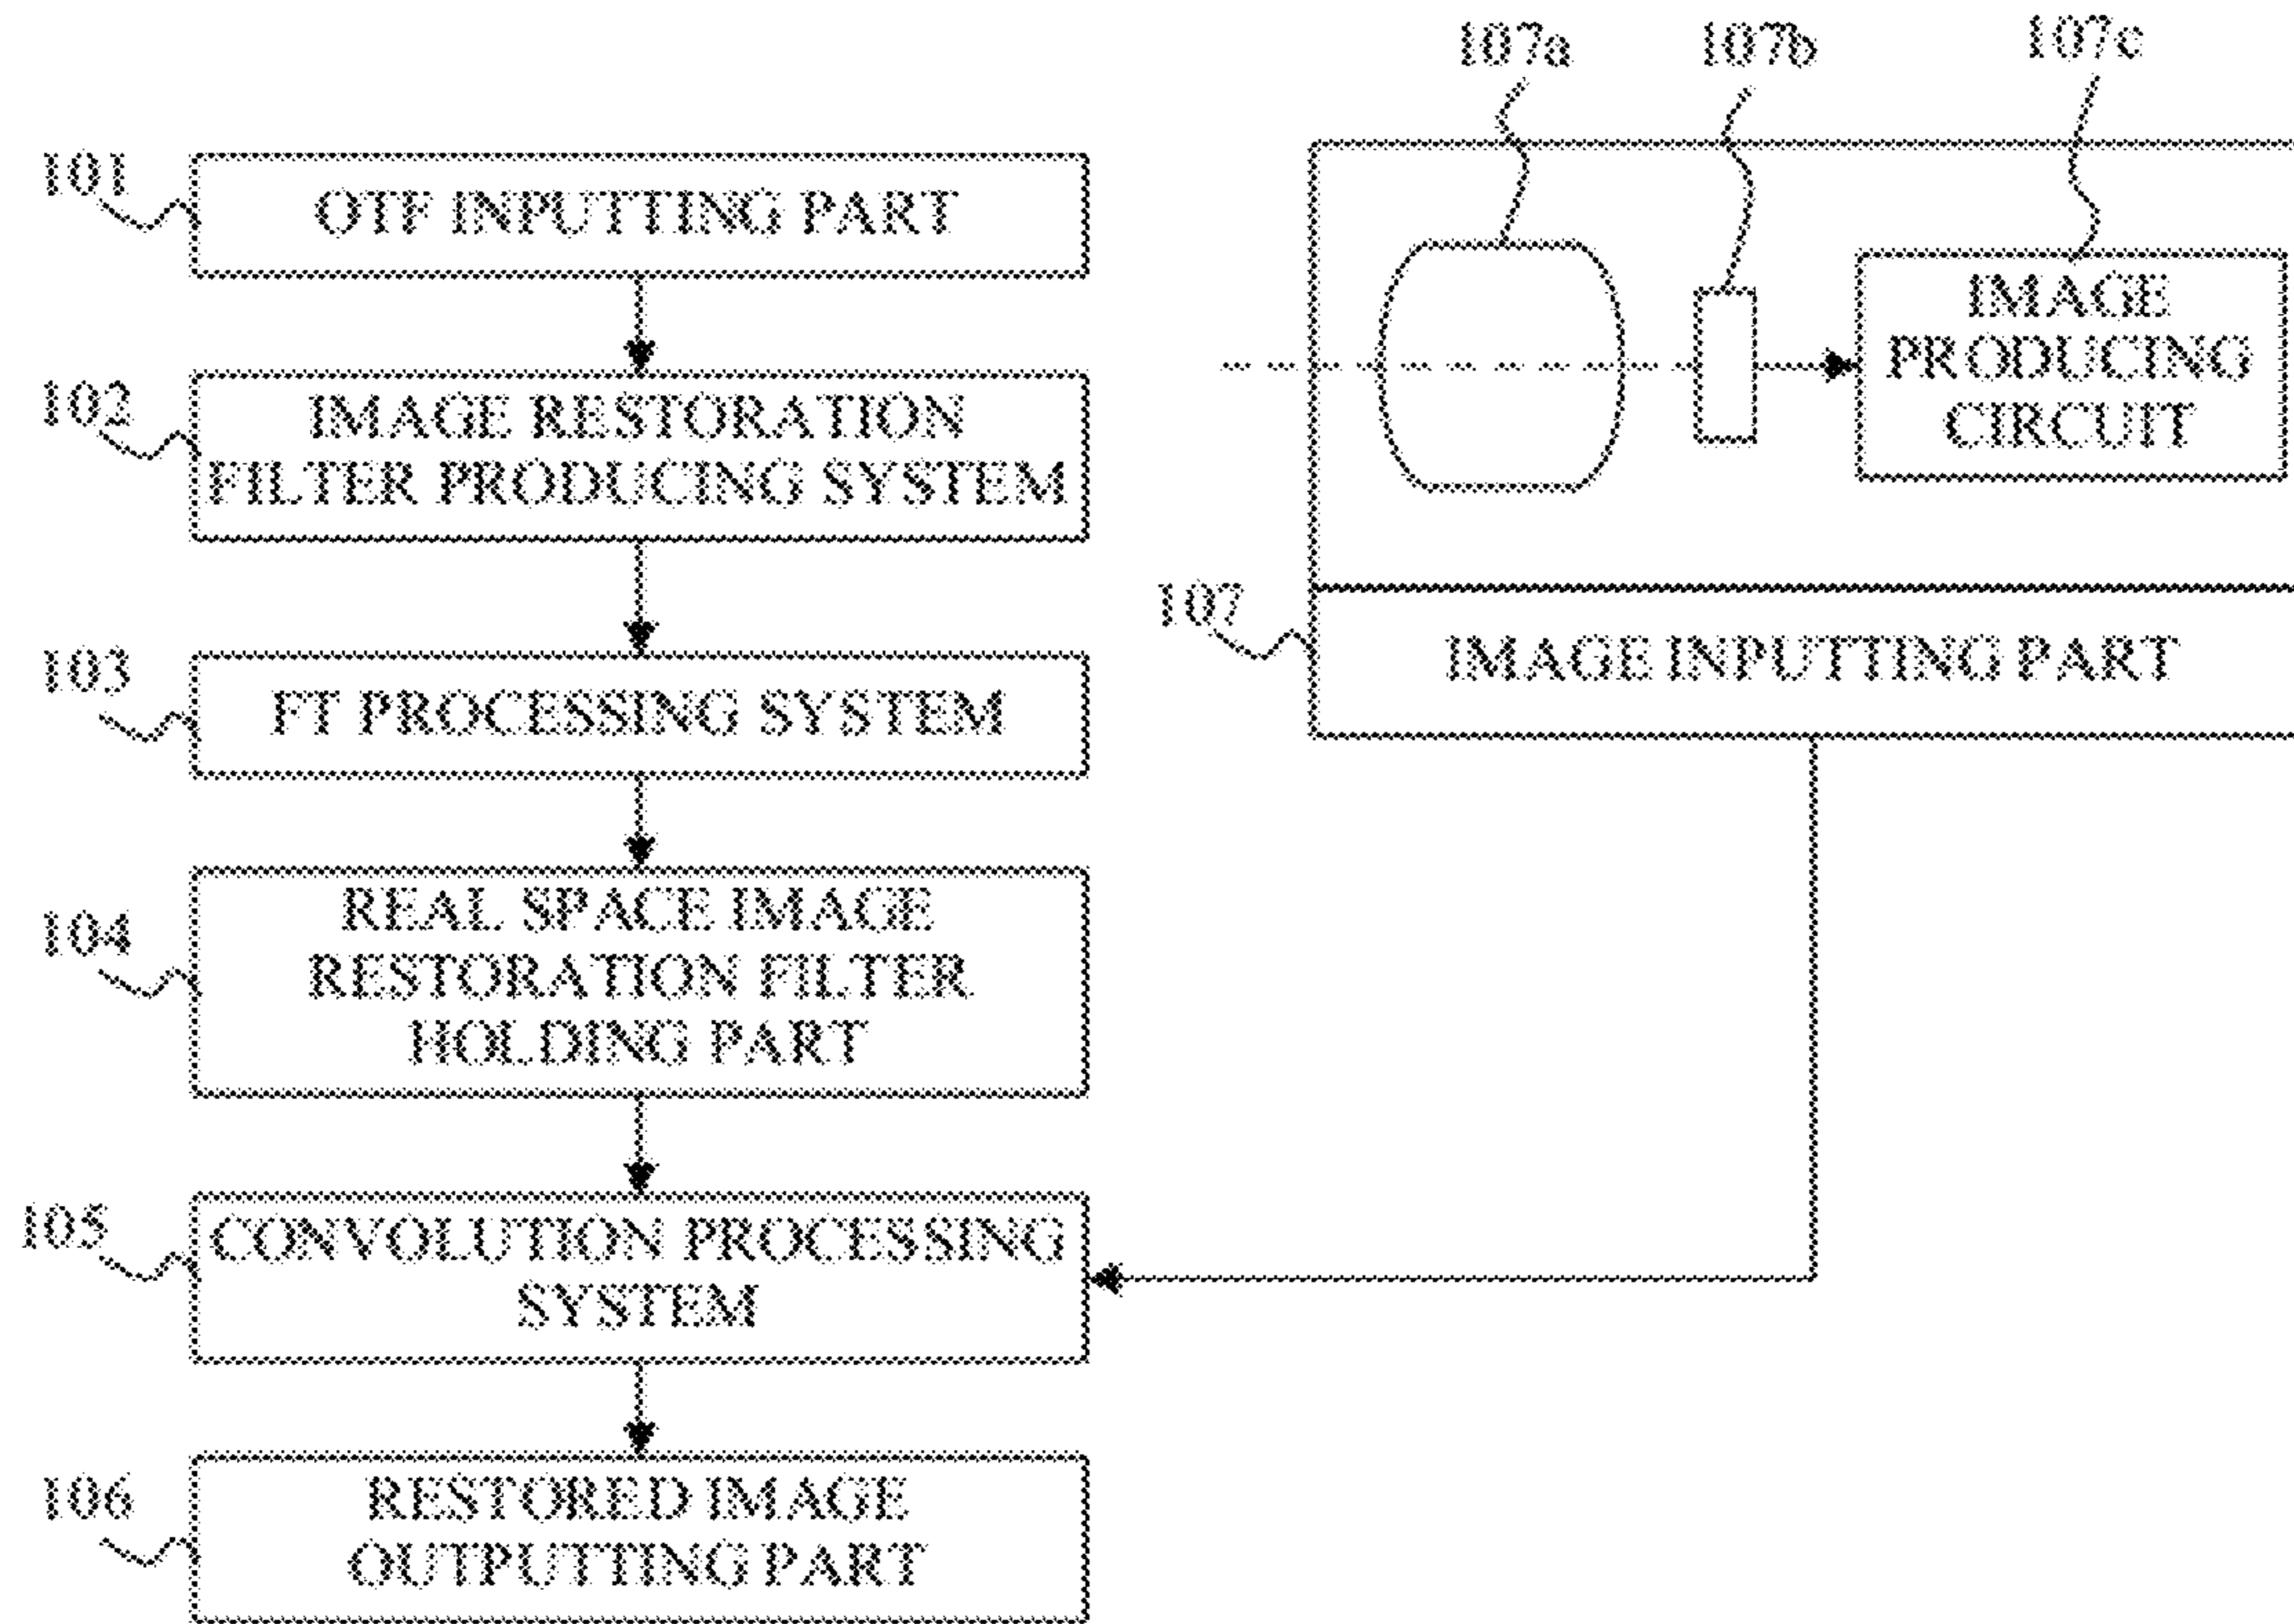 101
OTF INPUTTING PART
102
IMAGE RESTORATION
FILTER PRODUCING SYSTEM
103
FT PROCESSING SYSTEM
104
REAL SPACE IMAGE
RESTORATION FILTER
HOLDING PART
105
CONVOLUTION PROCESSING
SYSTEM
106
RESTORED IMAGE
OUTPUTTING PART
107a
107b
107c
IMAGE
PRODUCING
CIRCUIT
107
IMAGE INPUTTING PART